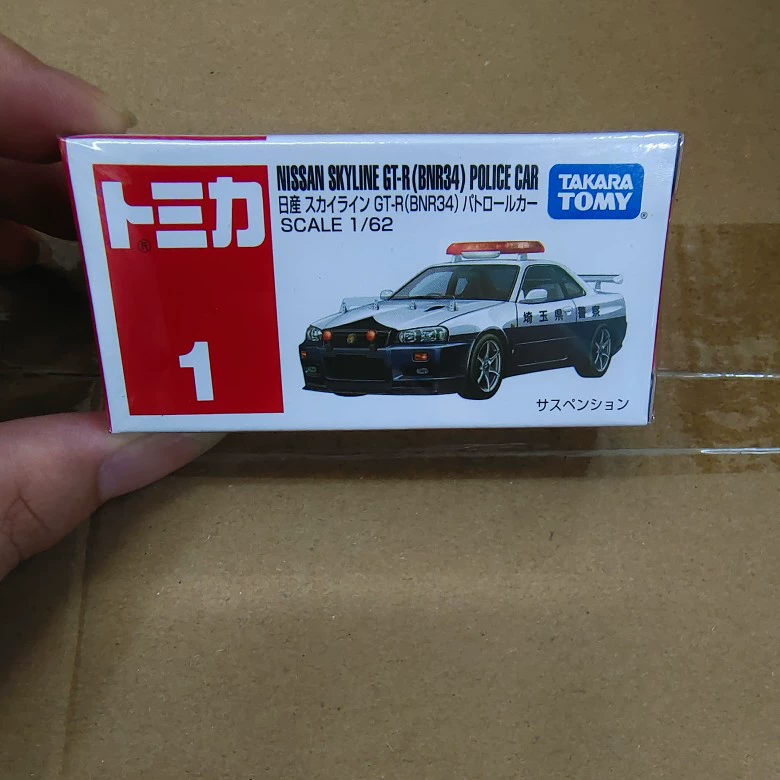 トミカ
®
1
NISSAN SKYLINE GT-R (BNR34) POLICE CAR
日産 スカイライン GT-R(BNR34) パトロールカー
SCALE 1/62
TAKARA
TOMY®
埼玉県警察
サスペンション